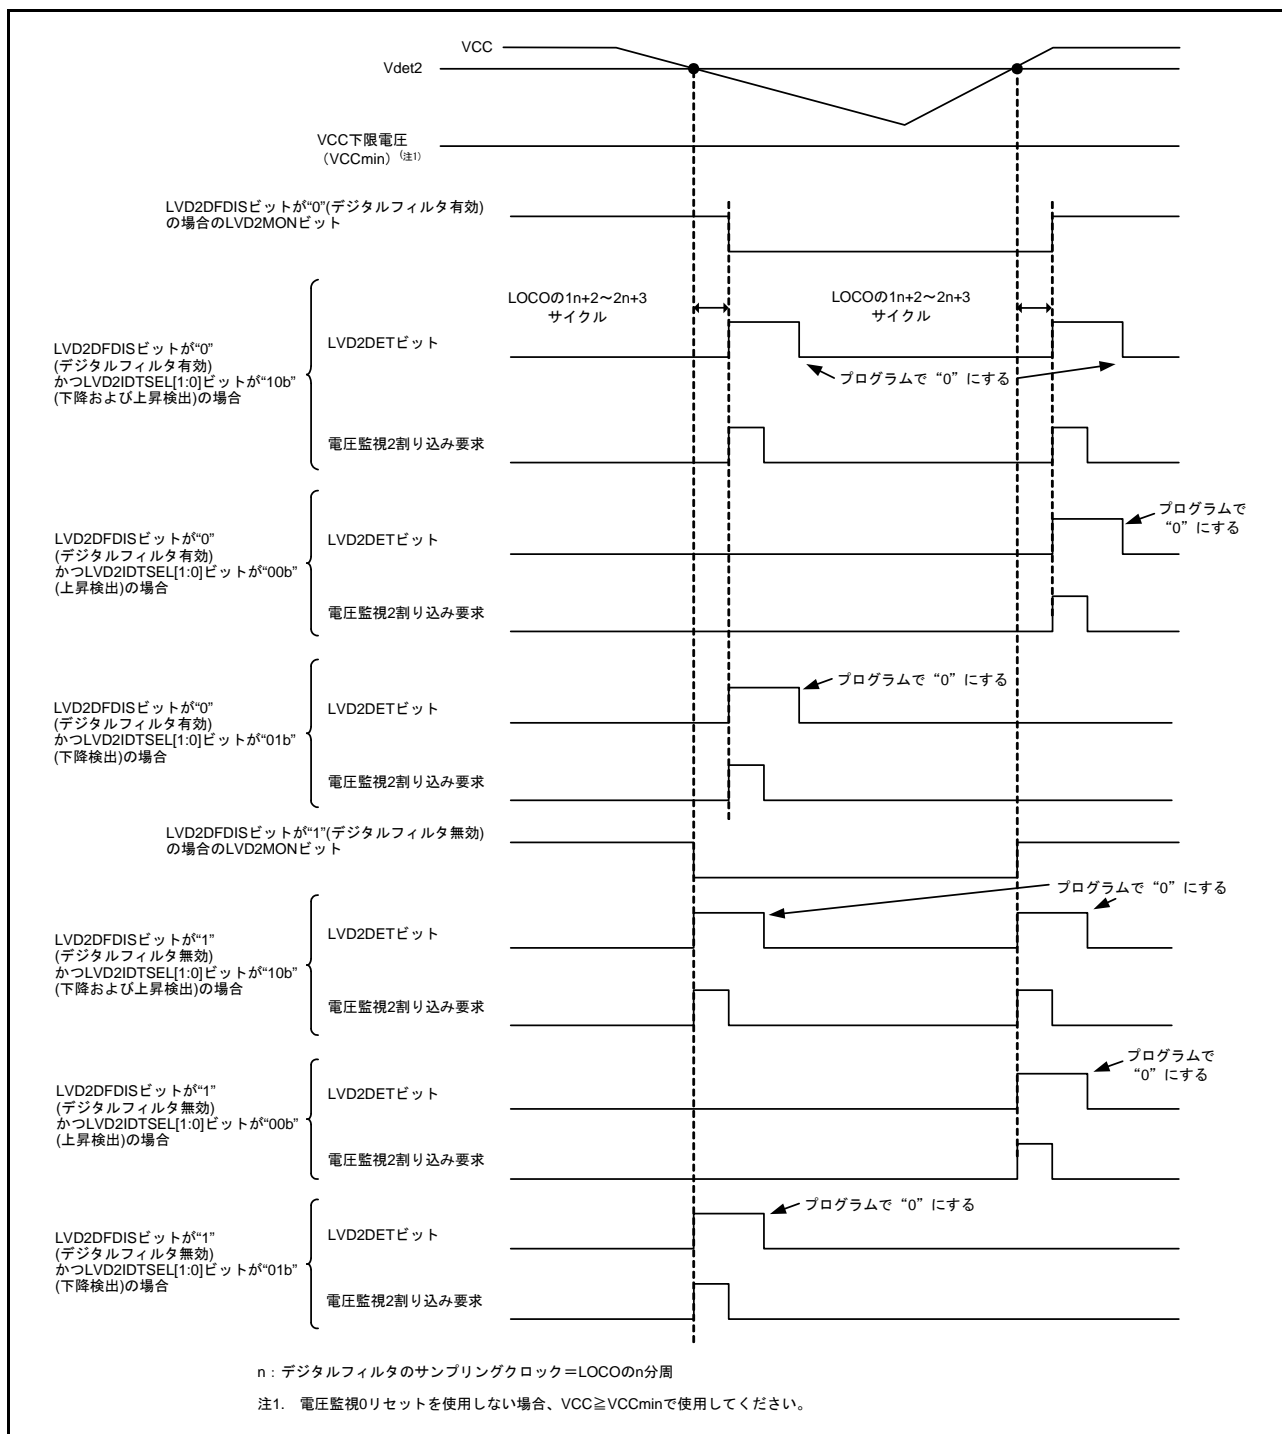 VCC
Vdet2
VCC下限電圧
（VCCmin）(注1)
LVD2DFDISビットが“0”(デジタルフィルタ有効)
の場合のLVD2MONビット
LOCOの1n+2～2n+3
サイクル
LOCOの1n+2～2n+3
サイクル
LVD2DFDISビットが“0”
(デジタルフィルタ有効)
かつLVD2IDTSEL[1:0]ビットが“10b”
(下降および上昇検出)の場合
LVD2DETビット
プログラムで“0”にする
電圧監視2割り込み要求
LVD2DFDISビットが“0”
(デジタルフィルタ有効)
かつLVD2IDTSEL[1:0]ビットが“00b”
(上昇検出)の場合
LVD2DETビット
プログラムで
“0”にする
電圧監視2割り込み要求
LVD2DFDISビットが“0”
(デジタルフィルタ有効)
かつLVD2IDTSEL[1:0]ビットが“01b”
(下降検出)の場合
LVD2DETビット
プログラムで“0”にする
電圧監視2割り込み要求
LVD2DFDISビットが“1”(デジタルフィルタ無効)
の場合のLVD2MONビット
LVD2DFDISビットが“1”
(デジタルフィルタ無効)
かつLVD2IDTSEL[1:0]ビットが“10b”
(下降および上昇検出)の場合
LVD2DETビット
プログラムで“0”にする
電圧監視2割り込み要求
LVD2DFDISビットが“1”
(デジタルフィルタ無効)
かつLVD2IDTSEL[1:0]ビットが“00b”
(上昇検出)の場合
LVD2DETビット
プログラムで
“0”にする
電圧監視2割り込み要求
LVD2DFDISビットが“1”
(デジタルフィルタ無効)
かつLVD2IDTSEL[1:0]ビットが“01b”
(下降検出)の場合
LVD2DETビット
プログラムで“0”にする
電圧監視2割り込み要求
n：デジタルフィルタのサンプリングクロック＝LOCOのn分周
注1. 電圧監視0リセットを使用しない場合、VCC≧VCCminで使用してください。